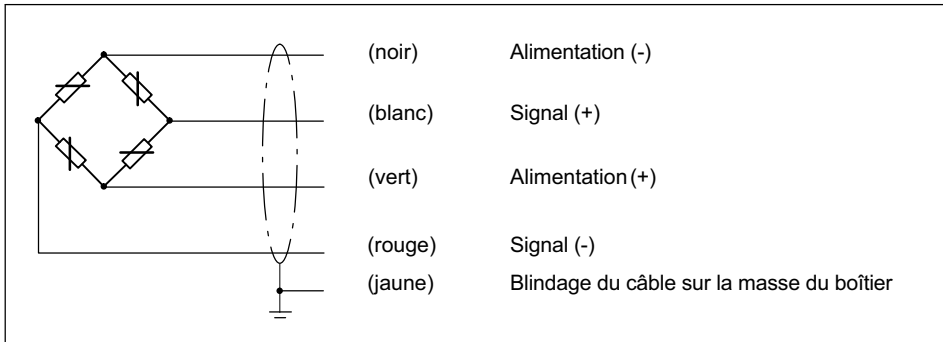 (noir) Alimentation (-)
(blanc) Signal (+)
(vert) Alimentation (+)
(rouge) Signal (-)
(jaune) Blindage du câble sur la masse du boîtier